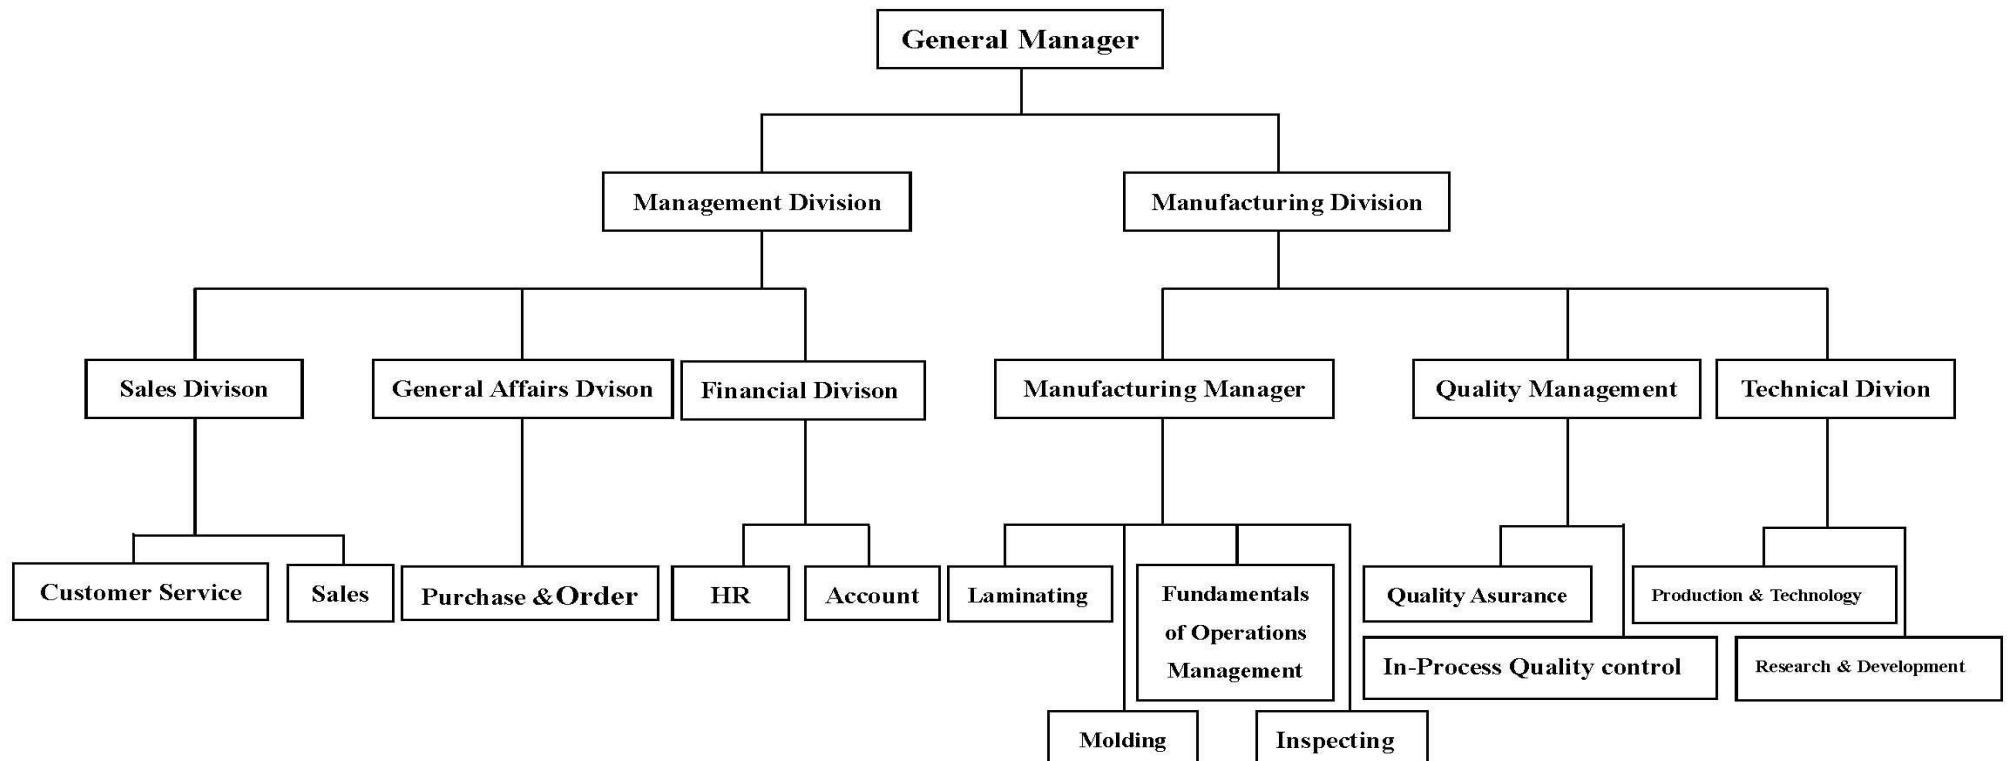 General Manager
Management Division
Manufacturing Division
Sales Divison
General Affairs Dvison
Financial Divison
Manufacturing Manager
Quality Management
Technical Divion
Customer Service
Sales
Purchase &Order
HR
Account
Laminating
Fundamentals
of Operations
Management
Quality Asurance
Production & Technology
In-Process Quality control
Research & Development
Molding
Inspecting